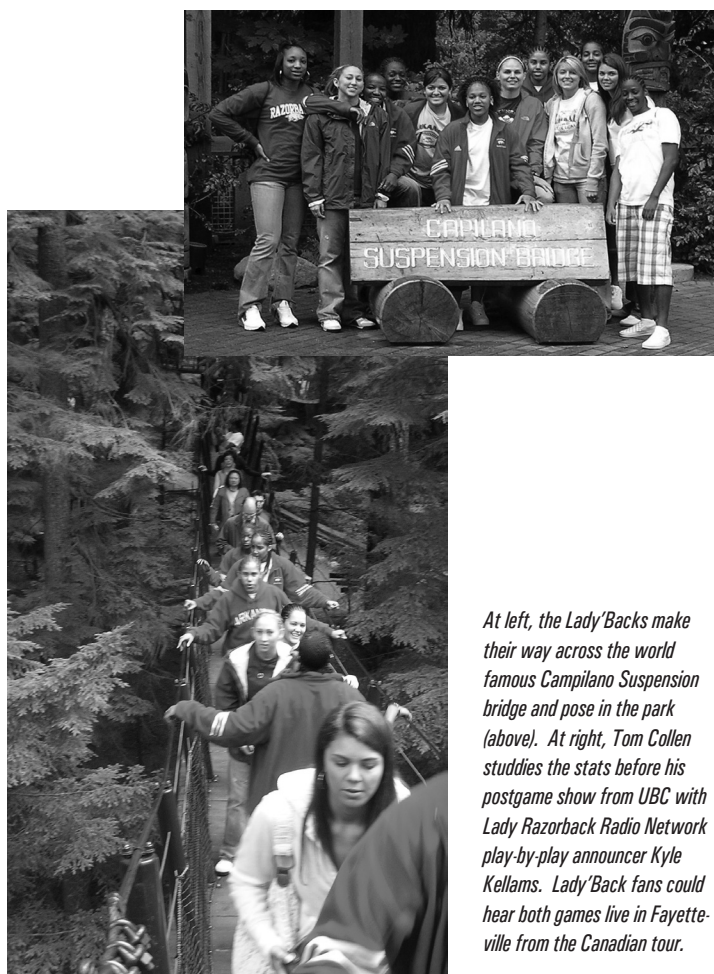 RAZORBA
CAPILANO
SUSPENSION BRIDGE
ARKANS
At left, the Lady'Backs make
their way across the world
famous Campilano Suspension
bridge and pose in the park
(above).  At right, Tom Collen
studdies the stats before his
postgame show from UBC with
Lady Razorback Radio Network
play-by-play announcer Kyle
Kellams.  Lady'Back fans could
hear both games live in Fayette-
ville from the Canadian tour.